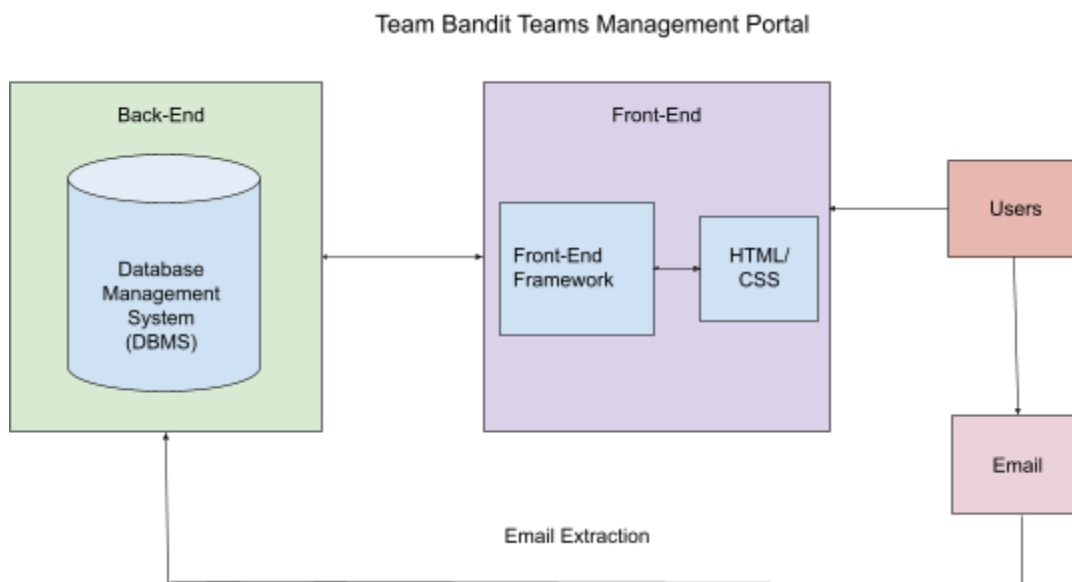 Team Bandit Teams Management Portal
Back-End
Database
Management
System
(DBMS)
Front-End
Front-End
Framework
HTML/
CSS
Users
Email
Email Extraction